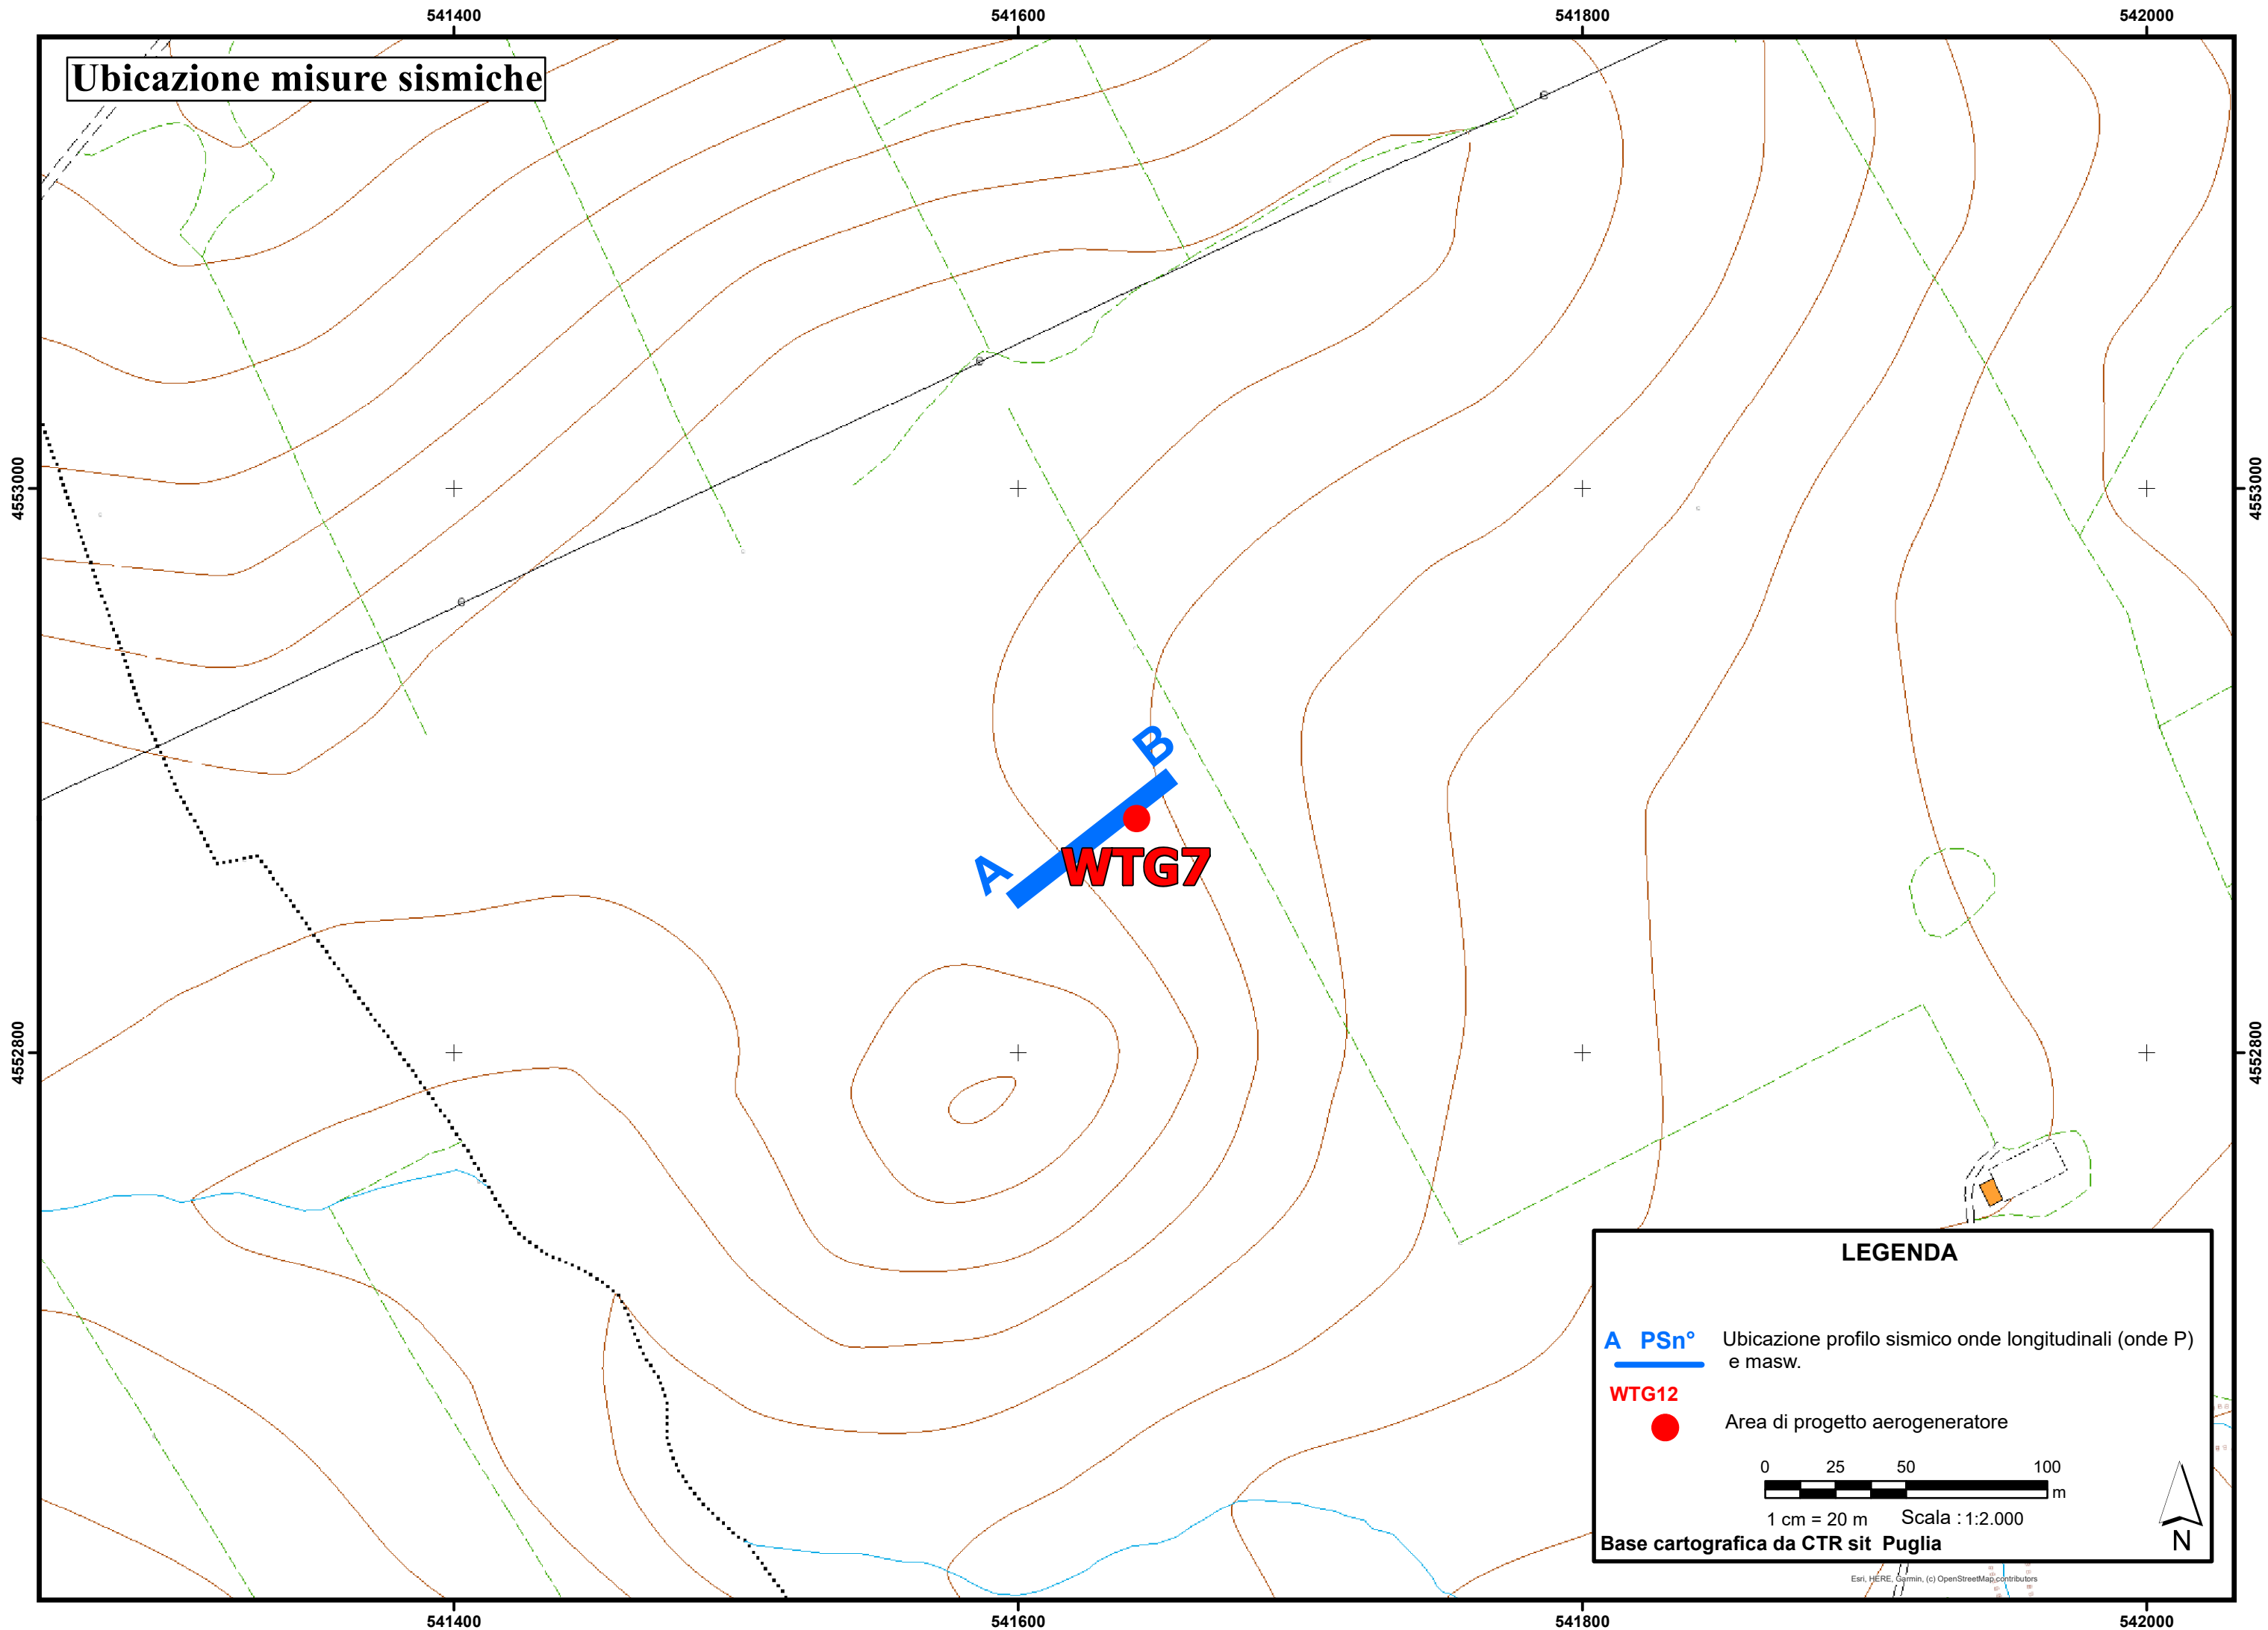 541400 541600 541800 542000
Ubicazione misure sismiche
4553000 4553000
B
A
WTG7
4552800 4552800
LEGENDA
A PSn° Ubicazione profilo sismico onde longitudinali (onde P)
e masw.
WTG12
Area di progetto aerogeneratore
0 25 50 100
m
1 cm = 20 m Scala : 1:2.000
N
Base cartografica da CTR sit Puglia
Esri, HERE, Garmin, (c) OpenStreetMap contributors
541400 541600 541800 542000